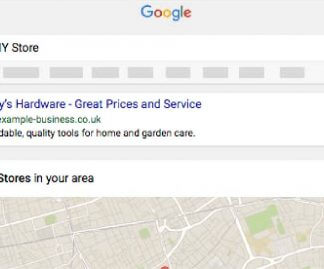 Google
Y Store
y's Hardware - Great Prices and Service
example-business.co.uk
dable, quality tools for home and garden care.
Stores in your area